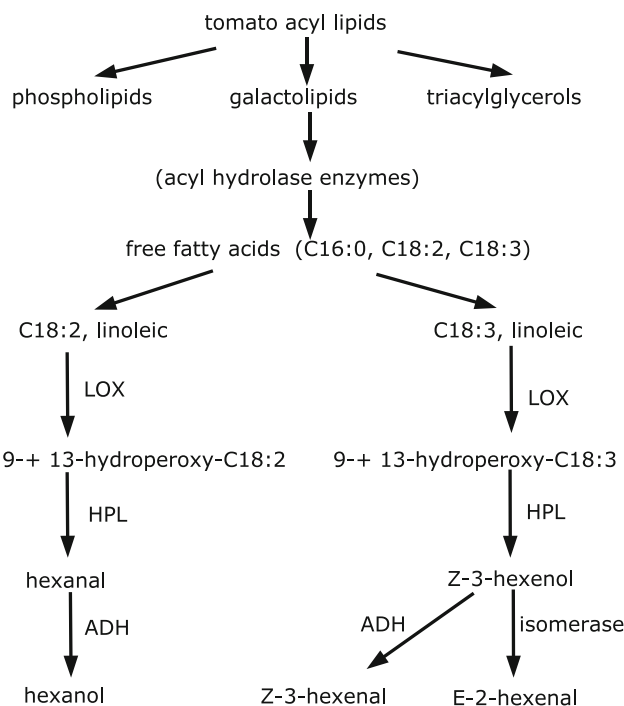 tomato acyl lipids
phospholipids galactolipids triacylglycerols
(acyl hydrolase enzymes)
free fatty acids (C16:0, C18:2, C18:3)
C18:2, linoleic C18:3, linoleic
LOX LOX
9-+ 13-hydroperoxy-C18:2 9-+ 13-hydroperoxy-C18:3
HPL HPL
hexanal Z-3-hexenol
ADH ADH isomerase
hexanol Z-3-hexenal E-2-hexenal